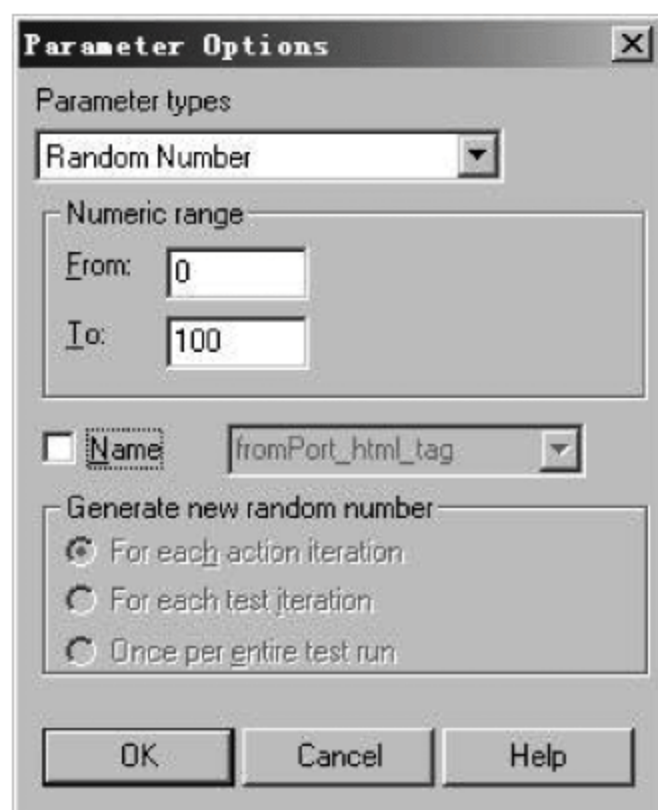 Parameter Options
Parameter types
Random Number
Numeric range
From: 0
To: 100
Name fromPort_html_tag
Generate new random number
For each action iteration
For each test iteration
Once per entire test run
OK Cancel Help